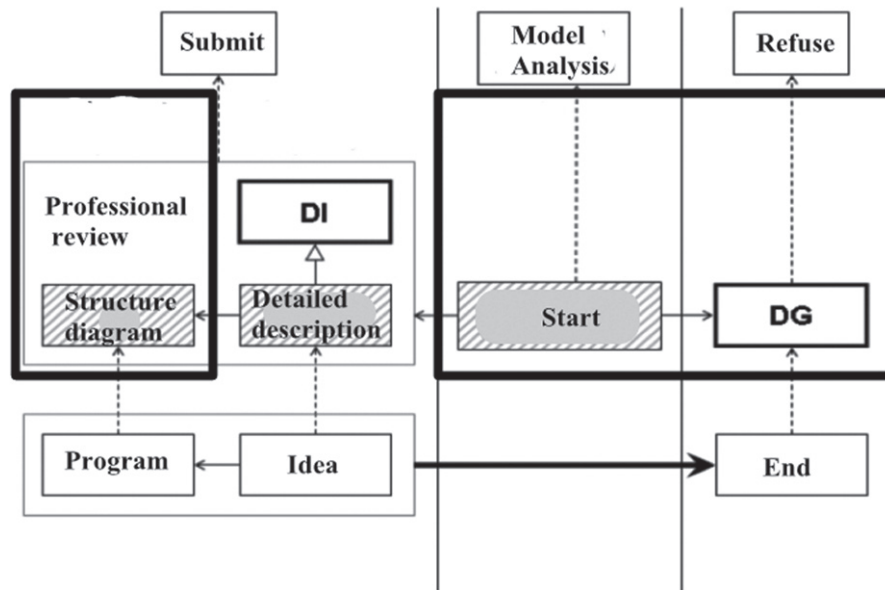 Submit
Model
Analysis
Refuse
Professional
review
DI
Structure
diagram
Detailed
description
Start
DG
Program
Idea
End